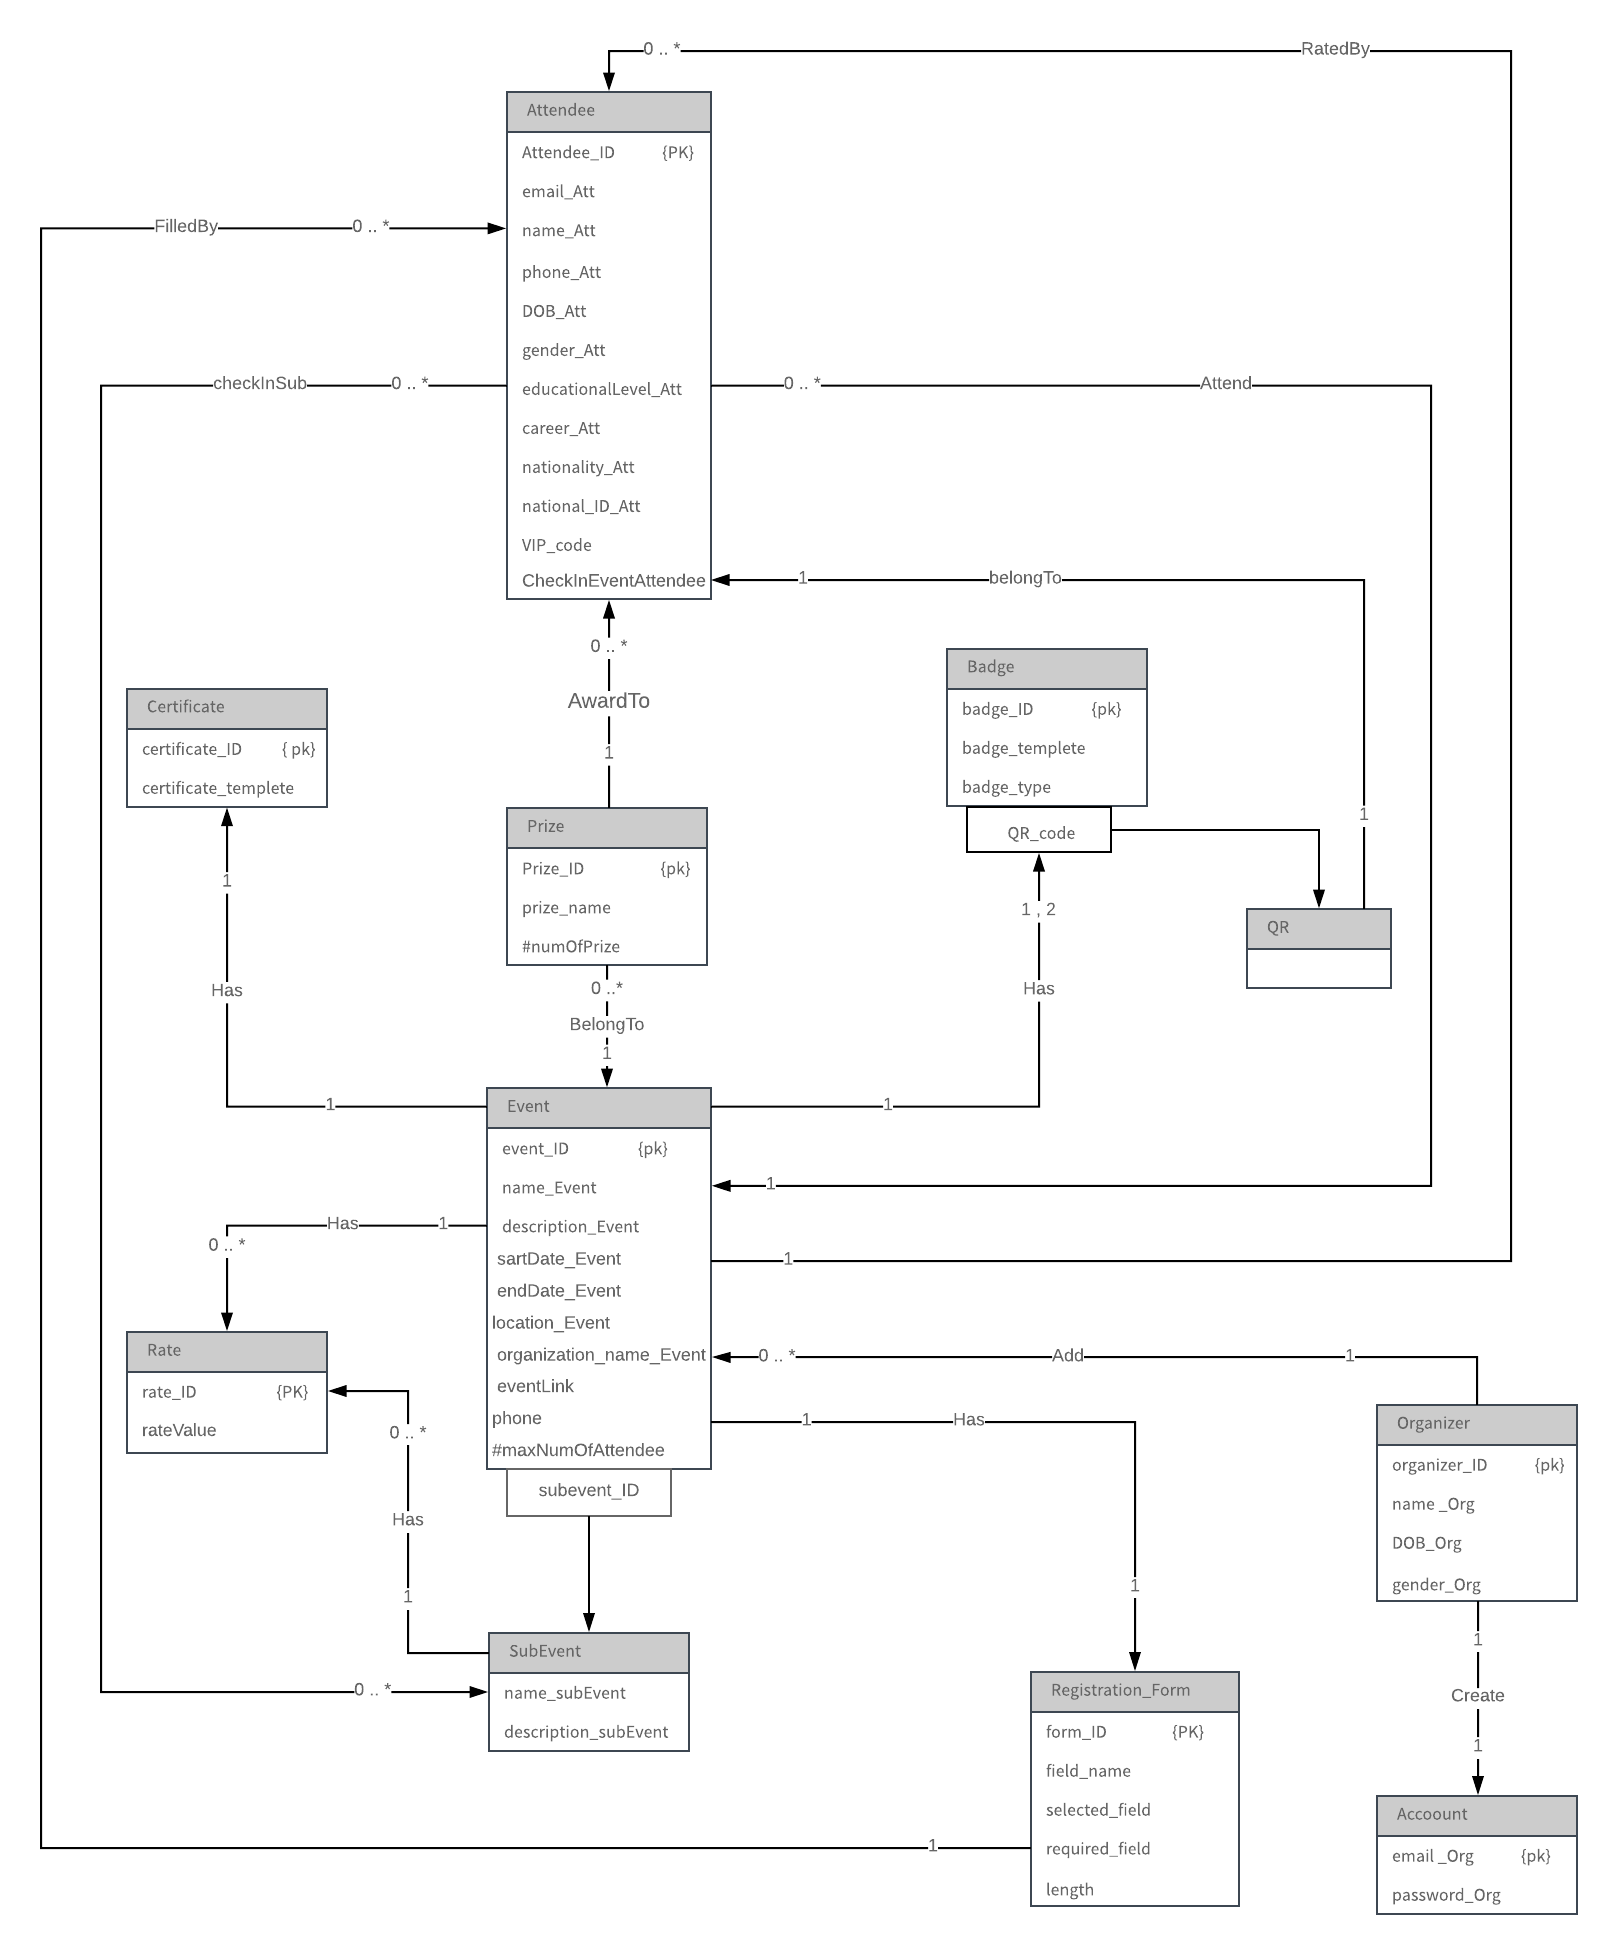 0 .. *
RatedBy
Attendee
Attendee_ID {PK}
email_Att
name_Att
phone_Att
DOB_Att
gender_Att
educationalLevel_Att
career_Att
nationality_Att
national_ID_Att
VIP_code
CheckInEventAttendee
FilledBy
0 .. *
checkInSub
0 .. *
0 .. *
Attend
1
belongTo
0 .. *
AwardTo
1
Badge
badge_ID {pk}
badge_templete
badge_type
QR_code
1
Certificate
certificate_ID { pk}
certificate_templete
Prize
Prize_ID {pk}
prize_name
#numOfPrize
1
1 , 2
QR
Has
0 ..*
Has
BelongTo
1
1
1
Event
event_ID {pk}
name_Event
description_Event
sartDate_Event
endDate_Event
location_Event
organization_name_Event
eventLink
phone
#maxNumOfAttendee
subevent_ID
1
Has
1
0 .. *
1
Rate
rate_ID {PK}
rateValue
0 .. *
Add
1
0 .. *
Has
1
1
Has
1
Organizer
organizer_ID {pk}
name _Org
DOB_Org
gender_Org
SubEvent
name_subEvent
description_subEvent
0 .. *
1
Create
1
Registration_Form
form_ID {PK}
field_name
selected_field
required_field
length
1
Accoount
email _Org {pk}
password_Org